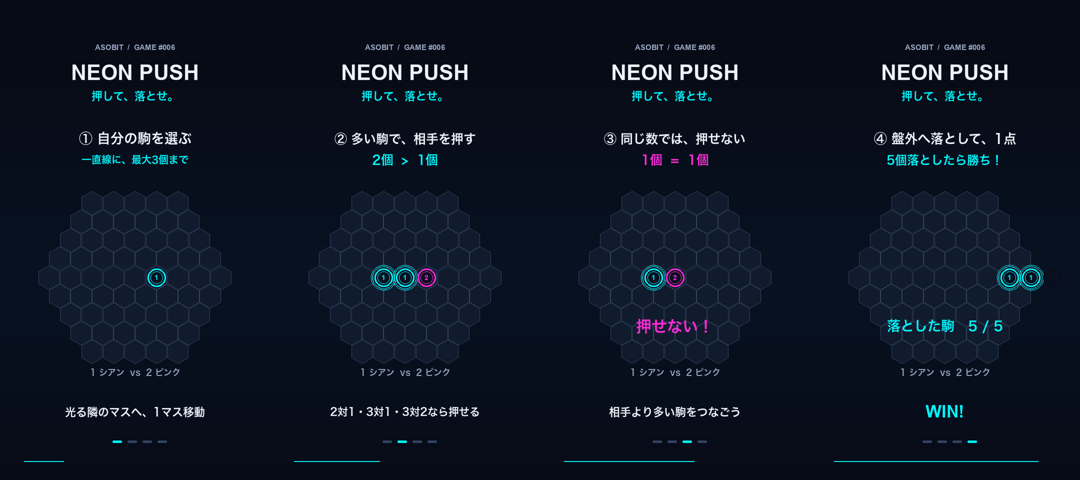 ASOBIT / GAME #006
NEON PUSH
押して、落とせ。
① 自分の駒を選ぶ
一直線に、最大3個まで
1
1 シアン vs 2 ピンク
光る隣のマスへ、1マス移動
ASOBIT / GAME #006
NEON PUSH
押して、落とせ。
② 多い駒で、相手を押す
2個 > 1個
1 1 2
1 シアン vs 2 ピンク
2対1・3対1・3対2なら押せる
ASOBIT / GAME #006
NEON PUSH
押して、落とせ。
③ 同じ数では、押せない
1個 = 1個
1 2
押せない！
1 シアン vs 2 ピンク
相手より多い駒をつなごう
ASOBIT / GAME #006
NEON PUSH
押して、落とせ。
④ 盤外へ落として、1点
5個落としたら勝ち！
1 1
落とした駒 5 / 5
1 シアン vs 2 ピンク
WIN!